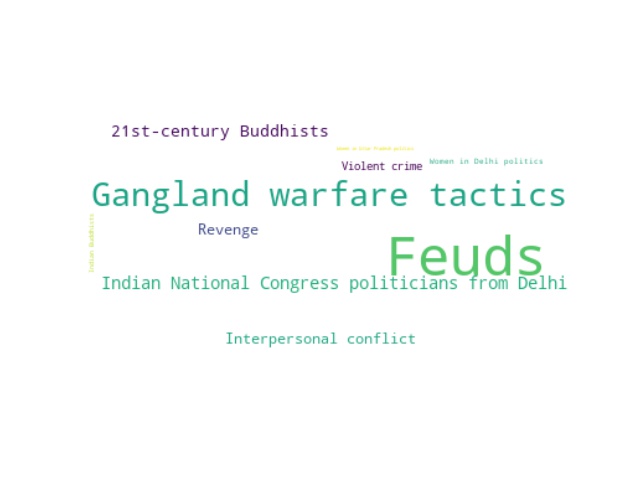 21st-century Buddhists
Women in Delhi politics
Violent crime
Gangland warfare tactics
Indian Buddhists
Revenge
Feuds
Indian National Congress politicians from Delhi
Interpersonal conflict